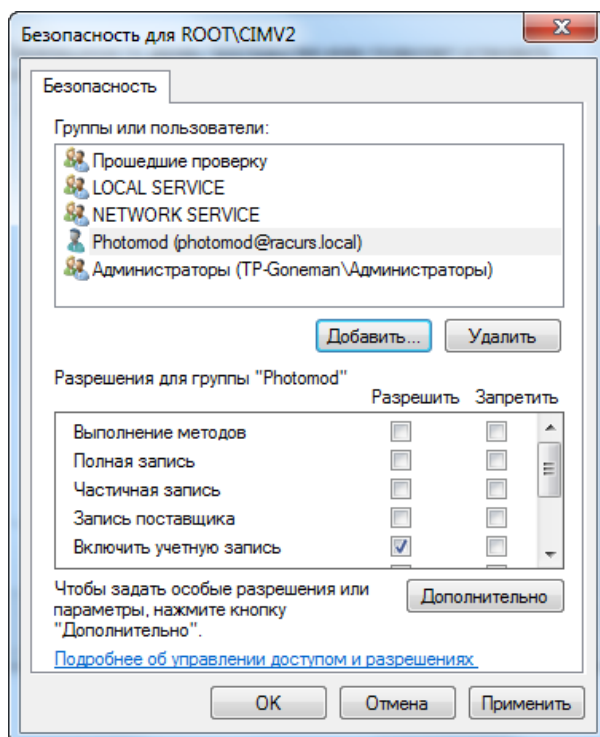 Безопасность для ROOT\CIMV2
Безопасность
Группы или пользователи:
Прошедшие проверку
LOCAL SERVICE
NETWORK SERVICE
Photomod (photomod@racurs.local)
Администраторы (TP-Goneman\Администраторы)
Добавить... Удалить
Разрешения для группы "Photomod"
Разрешить Запретить
Выполнение методов
Полная запись
Частичная запись
Запись поставщика
Включить учетную запись
Чтобы задать особые разрешения или
параметры, нажмите кнопку
"Дополнительно".
Дополнительно
Подробнее об управлении доступом и разрешениях
OK Отмена Применить